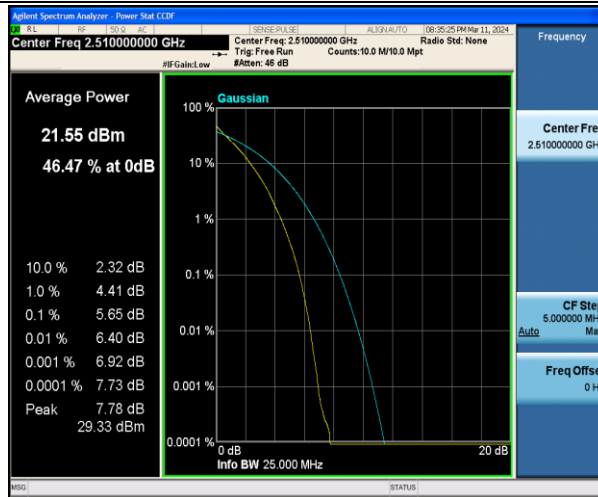 Agilent Spectrum Analyzer - Power Stat CCDF
RL RF 50 Ω AC SENSE:PULSE ALIGN AUTO 08:35:25 PM Mar 11, 2024
Center Freq 2.510000000 GHz
Center Freq: 2.510000000 GHz Radio Std: None
Trig: Free Run Counts:10.0 M/10.0 Mpt
#IFGain:Low #Atten: 46 dB
Frequency
Average Power
21.55 dBm
46.47 % at 0dB
10.0 % 2.32 dB
1.0 % 4.41 dB
0.1 % 5.65 dB
0.01 % 6.40 dB
0.001 % 6.92 dB
0.0001 % 7.73 dB
Peak 7.78 dB
29.33 dBm
Gaussian
100 %
10 %
1 %
0.1 %
0.01 %
0.001 %
0.0001 %
0 dB 20 dB
Info BW 25.000 MHz
Center Fre
2.510000000 GH
CF Ste
5.000000 MH
Auto Ma
Freq Offse
0 H
MSG STATUS